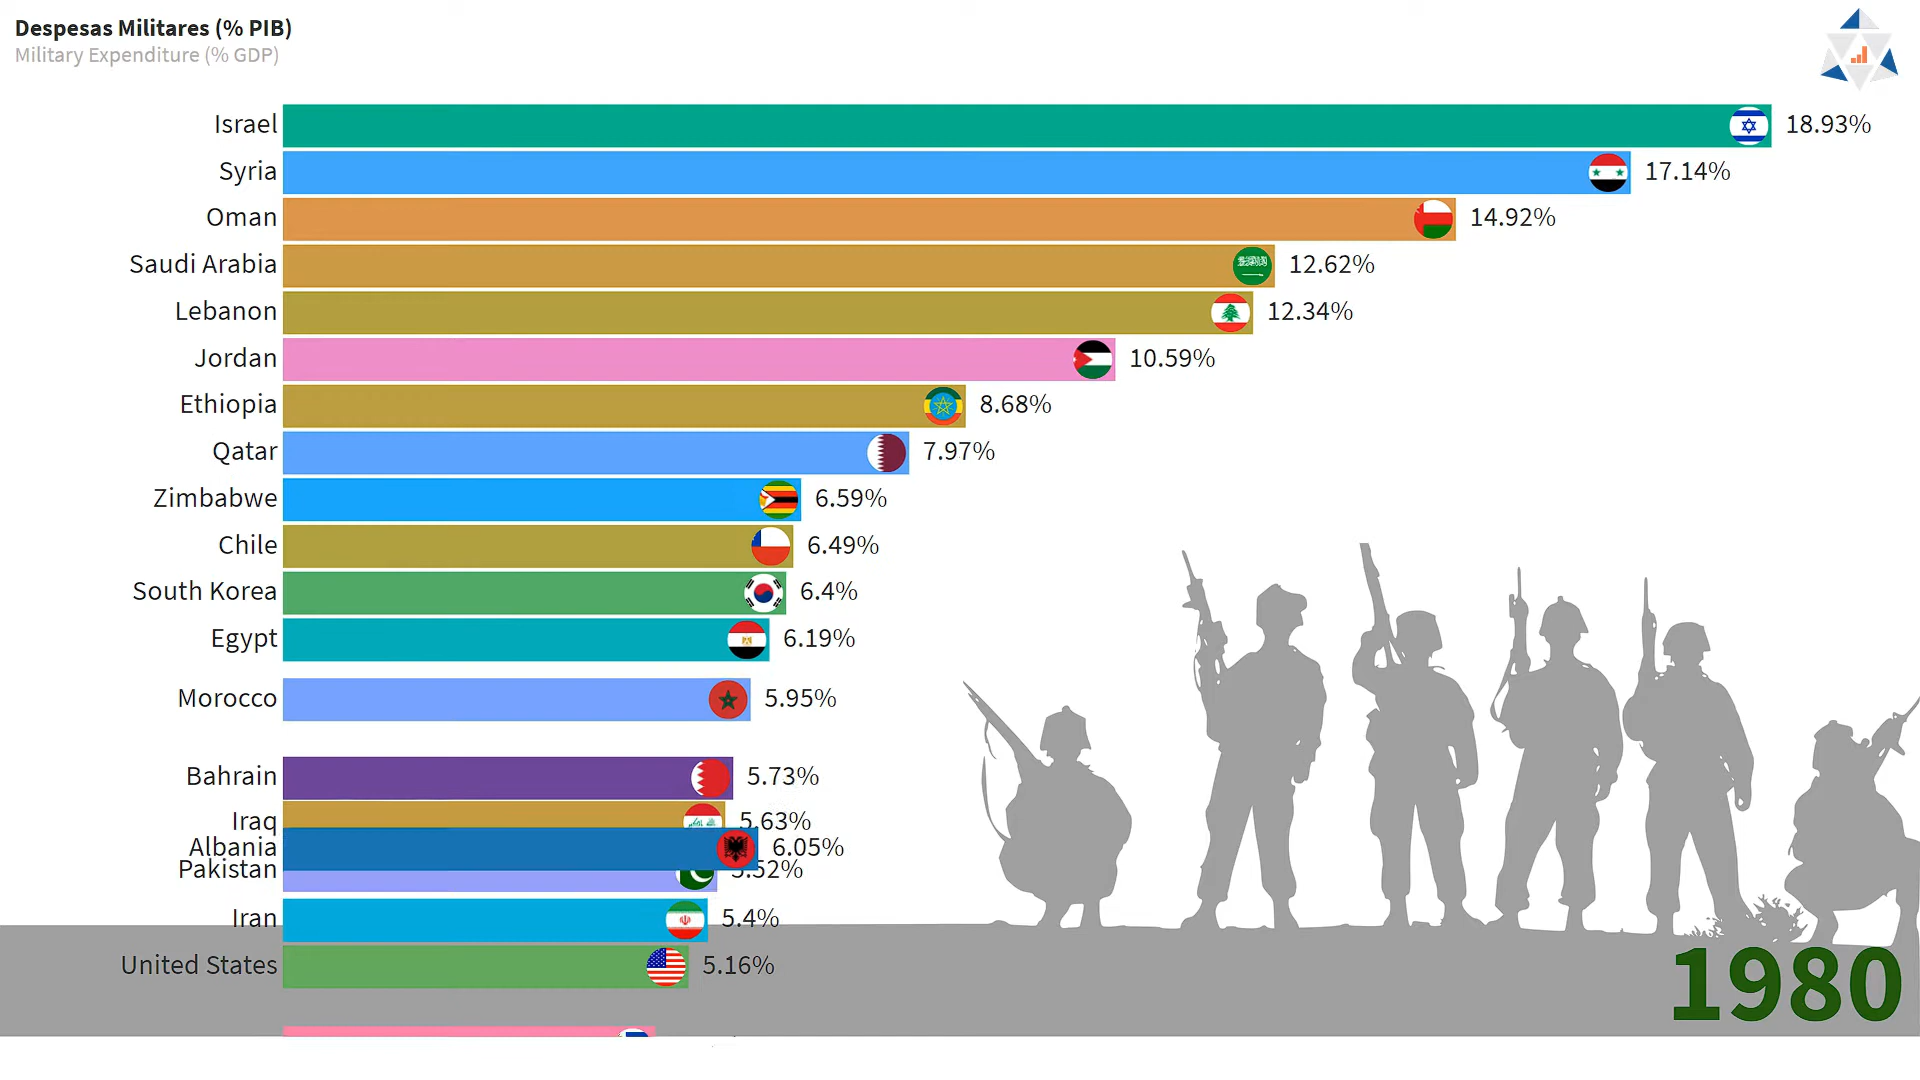 Despesas Militares (% PIB)
Military Expenditure (% GDP)
Israel 18.93%
Syria 17.14%
Oman 14.92%
Saudi Arabia 12.62%
Lebanon 12.34%
Jordan 10.59%
Ethiopia 8.68%
Qatar 7.97%
Zimbabwe 6.59%
Chile 6.49%
South Korea 6.4%
Egypt 6.19%
Morocco 5.95%
Bahrain 5.73%
Iraq 5.63%
Albania 6.05%
Pakistan 5.52%
Iran 5.4%
United States 5.16%
1980